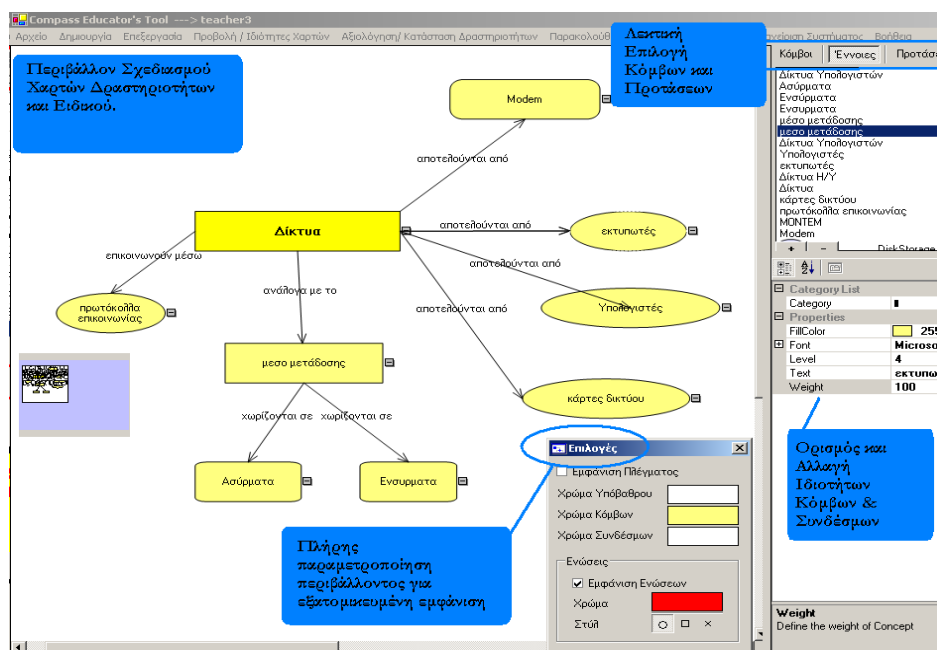 Compass Educator's Tool ---> teacher3
Αρχείο Δημιουργία Επεξεργασία Προβολή / Ιδιότητες Χαρτών Αξιολόγηση/ Κατάσταση Δραστηριοτήτων Συστήματος Βοήθεια
Περιβάλλον Σχεδιασμού
Χαρτών Δραστηριοτήτων
και Ειδικού.
Λεκτική
Επιλογή
Κόμβων και
Προτάσεων
Κόμβοι Έννοιες
Δίκτυα Υπολογιστών
Ασύρματα
Ενσύρματα
Ενσυρματα
μέσο μετάδοσης
μεσο μετάδοσης
Δίκτυα Υπολογιστών
Υπολογιστές
εκτυπωτές
Δίκτυα Η/Υ
Δίκτυα
κάρτες δικτύου
πρωτόκολλα επικοινωνίας
MONTEM
Modem
+ - DiskStorage
Category List
Category
Properties
FillColor 255
Font Microso
Level 4
Text εκτυπω
Weight 100
Modem
αποτελούνται από
Δίκτυα
αποτελούνται από
εκτυπωτές
επικοινωνούν μέσω
αποτελούνται από
ανάλογα με το
πρωτόκολλα
επικοινωνίας
αποτελούνται από
Υπολογιστές
μεσο μετάδοσης
κάρτες δικτύου
χωρίζονται σε χωρίζονται σε
Ασύρματα
Ενσυρματα
Επιλογές
Εμφάνιση Πλέγματος
Χρώμα Υπόβαθρου
Χρώμα Κόμβων
Χρώμα Συνδέσμων
Ενώσεις
Εμφάνιση Ενώσεων
Χρώμα
Στύλ
Πλήρης
παραμετροποίηση
περιβάλλοντος για
εξατομικευμένη εμφάνιση
Ορισμός και
Αλλαγή
Ιδιοτήτων
Κόμβων &
Συνδέσμων
Weight
Define the weight of Concept